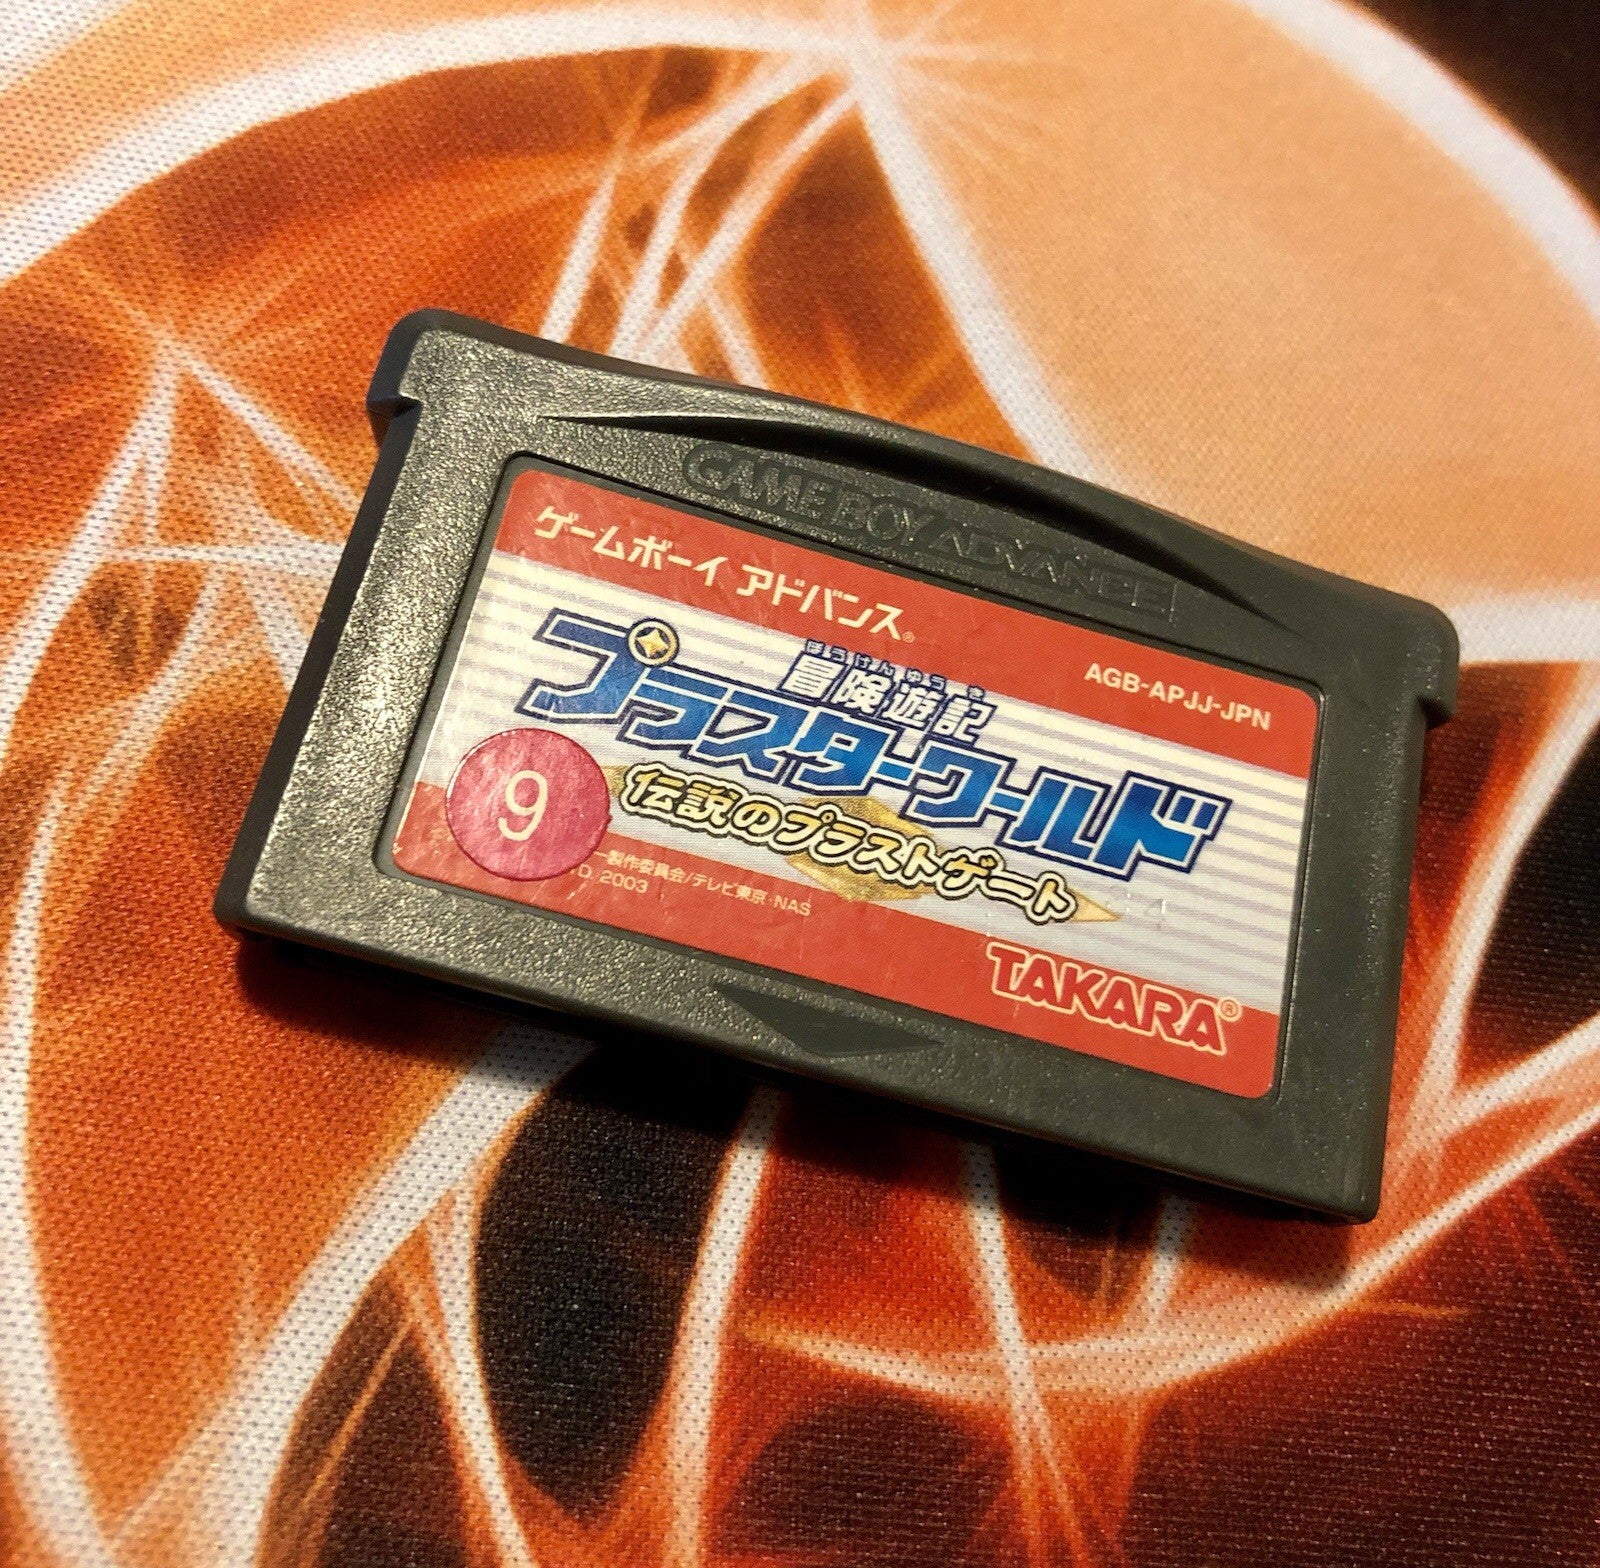 GAME BOY ADVANCE
ゲームボーイ アドバンス®
AGB-APJJ-JPN
ぼうけんゆうき
冒険遊記
プラスターワールド
伝説のプラストゲート
9
ー製作委員会/テレビ東京・NAS
D. 2003
TAKARA®